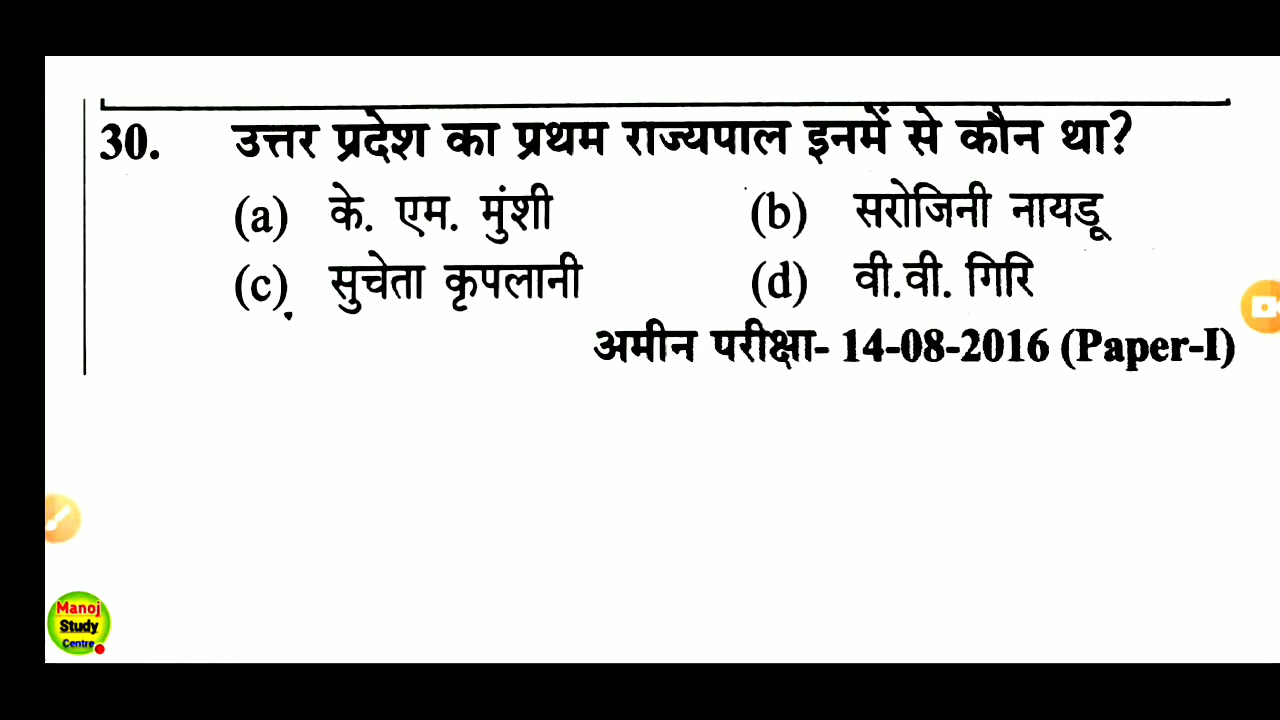 30. उत्तर प्रदेश का प्रथम राज्यपाल इनमें से कौन था?
(a) के. एम. मुंशी (b) सरोजिनी नायडू
(c) सुचेता कृपलानी (d) वी.वी. गिरि
अमीन परीक्षा- 14-08-2016 (Paper-I)
Manoj
Study
Centre